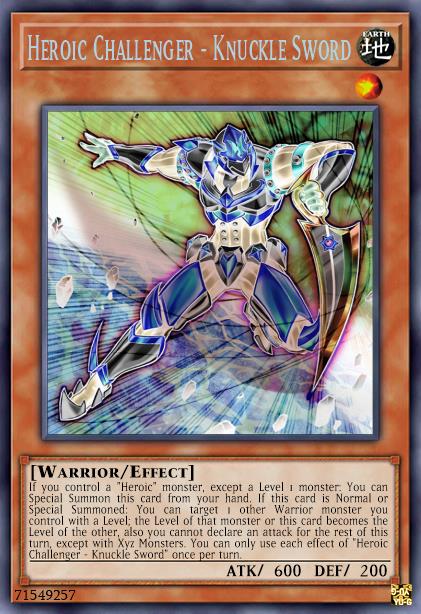 HEROIC CHALLENGER - KNUCKLE SWORD
EARTH
地
[WARRIOR/EFFECT]
If you control a "Heroic" monster, except a Level 1 monster: You can
Special Summon this card from your hand. If this card is Normal or
Special Summoned: You can target 1 other Warrior monster you
control with a Level; the Level of that monster or this card becomes
the Level of the other, also you cannot declare an attack for the rest of this
turn, except with Xyz Monsters. You can only use each effect of "Heroic
Challenger - Knuckle Sword" once per turn.
ATK/ 600 DEF/ 200
71549257